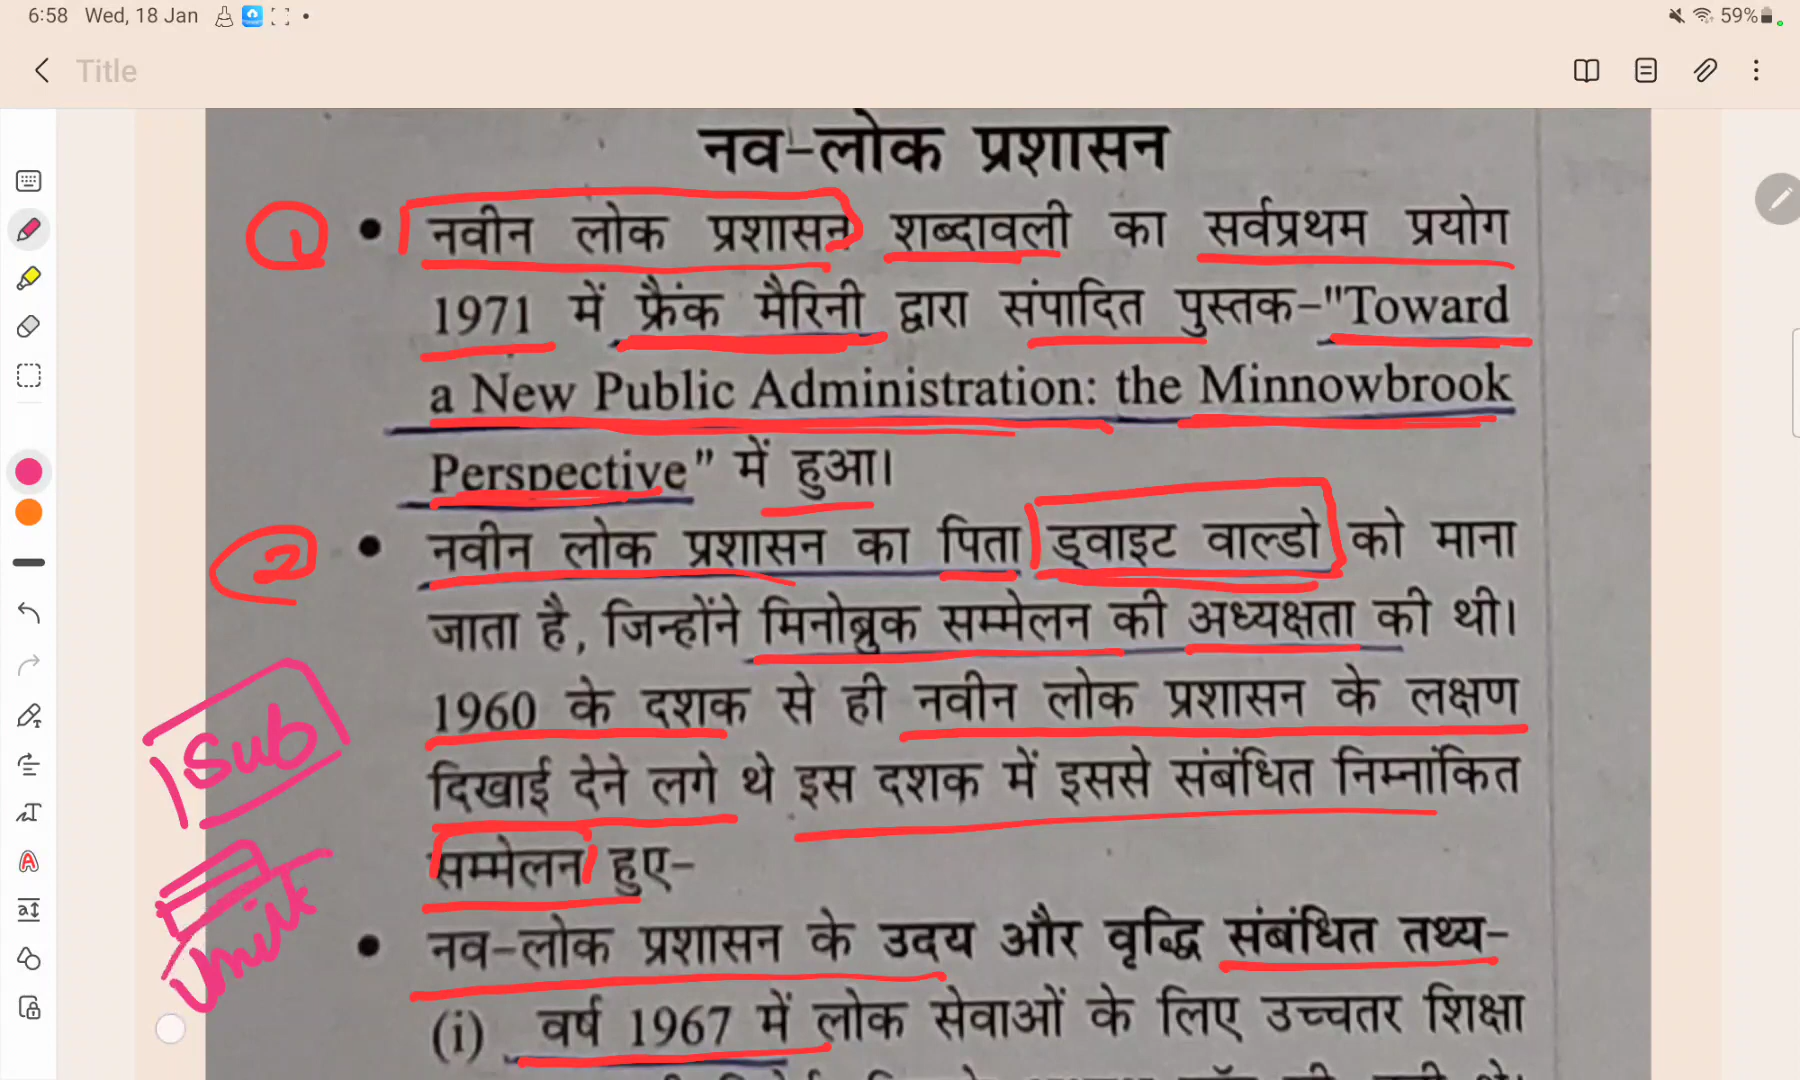 6:58 Wed, 18 Jan
59%
Title
नव-लोक प्रशासन
1 • नवीन लोक प्रशासन शब्दावली का सर्वप्रथम प्रयोग
1971 में फ्रैंक मैरिनी द्वारा संपादित पुस्तक-"Toward
a New Public Administration: the Minnowbrook
Perspective" में हुआ।
2 • नवीन लोक प्रशासन का पिता ड्वाइट वाल्डो को माना
जाता है, जिन्होंने मिनोब्रुक सम्मेलन की अध्यक्षता की थी।
1960 के दशक से ही नवीन लोक प्रशासन के लक्षण
Sub
दिखाई देने लगे थे इस दशक में इससे संबंधित निम्नांकित
सम्मेलन हुए-
• नव-लोक प्रशासन के उदय और वृद्धि संबंधित तथ्य-
(i) वर्ष 1967 में लोक सेवाओं के लिए उच्चतर शिक्षा